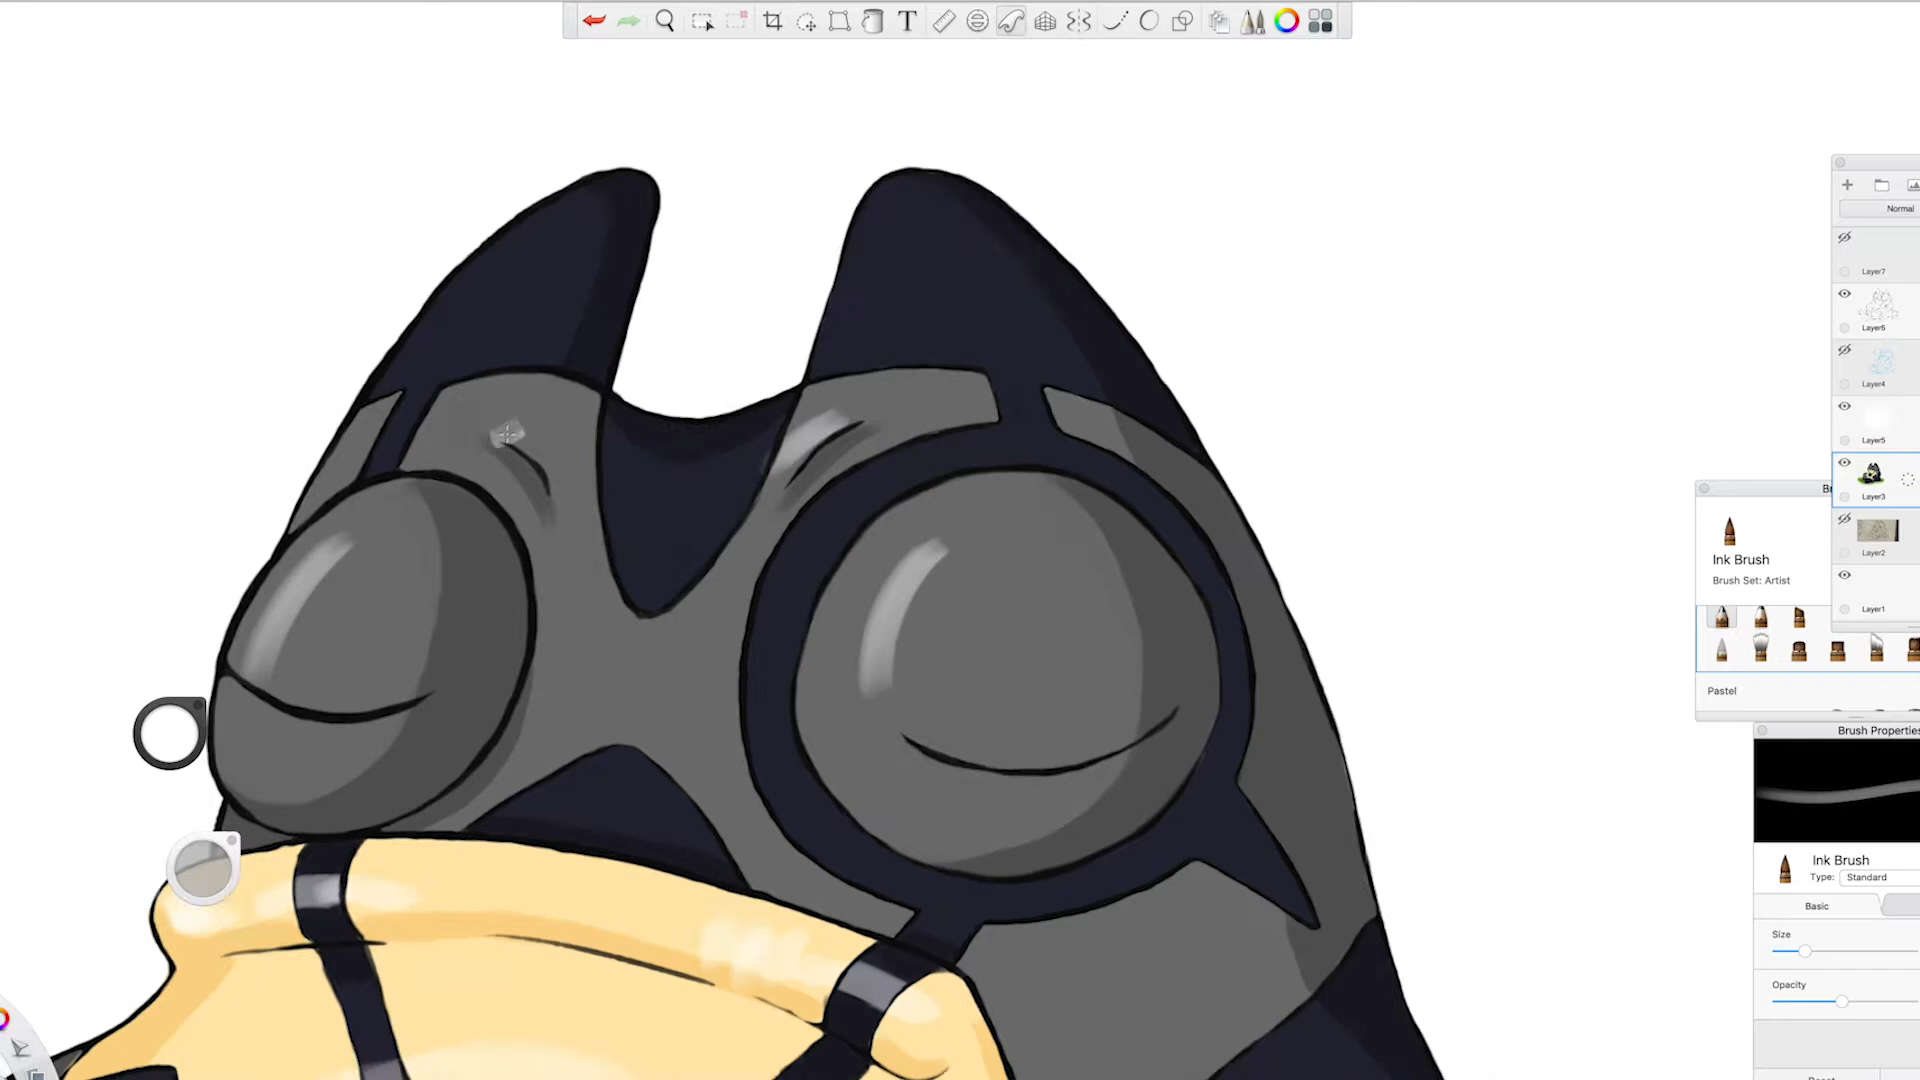 T
Normal
Layer7
Layer6
Layer4
Layer5
Layer3
Layer2
Layer1
Ink Brush
Brush Set: Artist
Pastel
Brush Properties
Ink Brush
Type: Standard
Basic
Size
Opacity